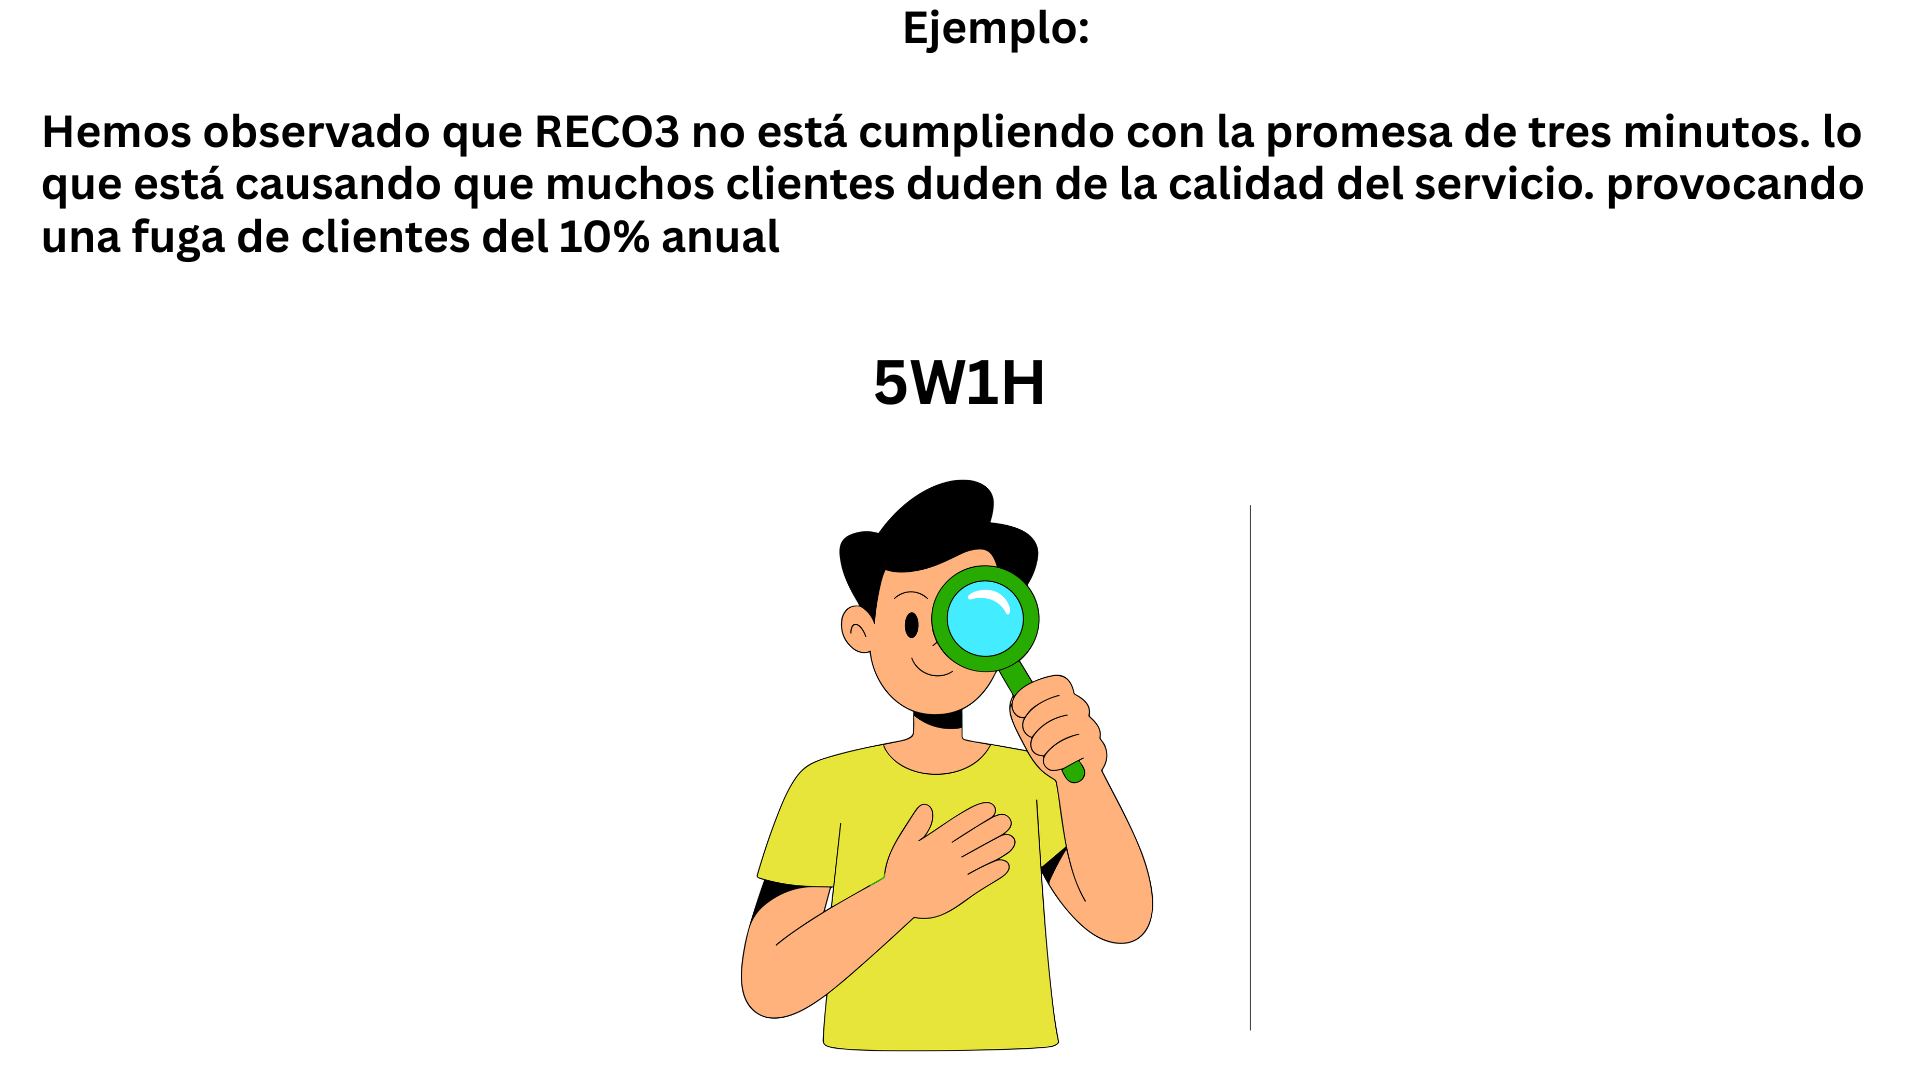 Ejemplo:
Hemos observado que RECO3 no está cumpliendo con la promesa de tres minutos. lo
que está causando que muchos clientes duden de la calidad del servicio. provocando
una fuga de clientes del 10% anual
5W1H